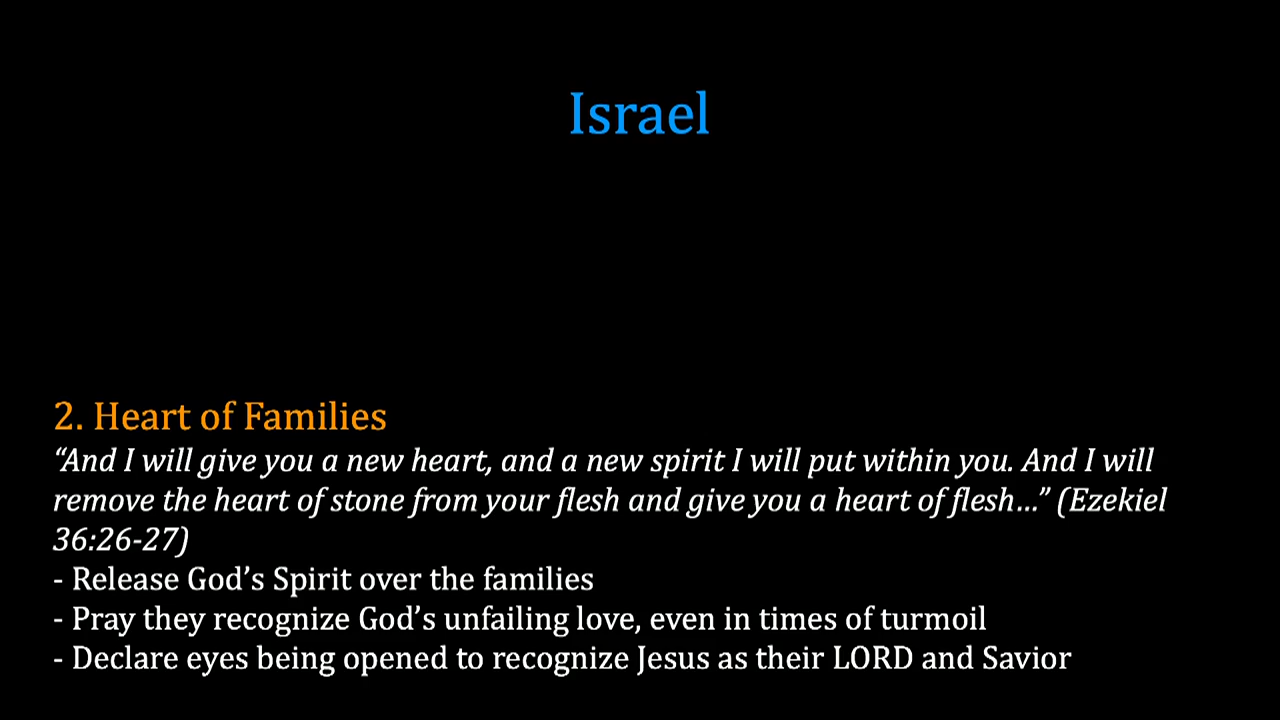 Israel
2. Heart of Families
“And I will give you a new heart, and a new spirit I will put within you. And I will
remove the heart of stone from your flesh and give you a heart of flesh…” (Ezekiel
36:26-27)
- Release God’s Spirit over the families
- Pray they recognize God’s unfailing love, even in times of turmoil
- Declare eyes being opened to recognize Jesus as their LORD and Savior